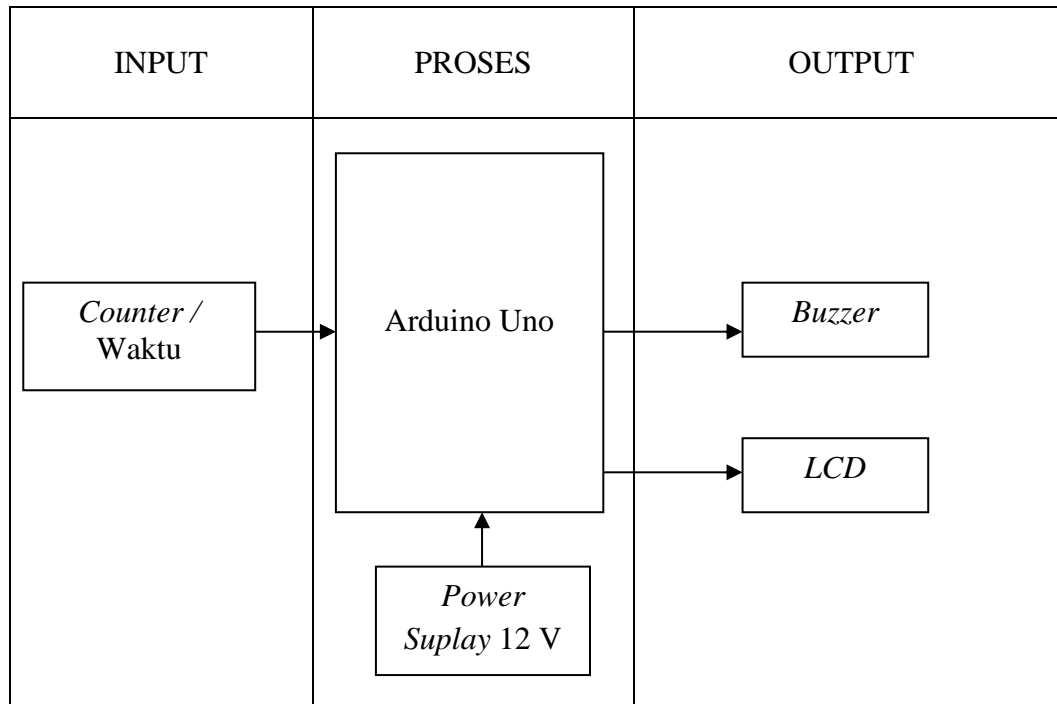 INPUT
PROSES
OUTPUT
Counter /
Waktu
Arduino Uno
Buzzer
LCD
Power
Suplay 12 V